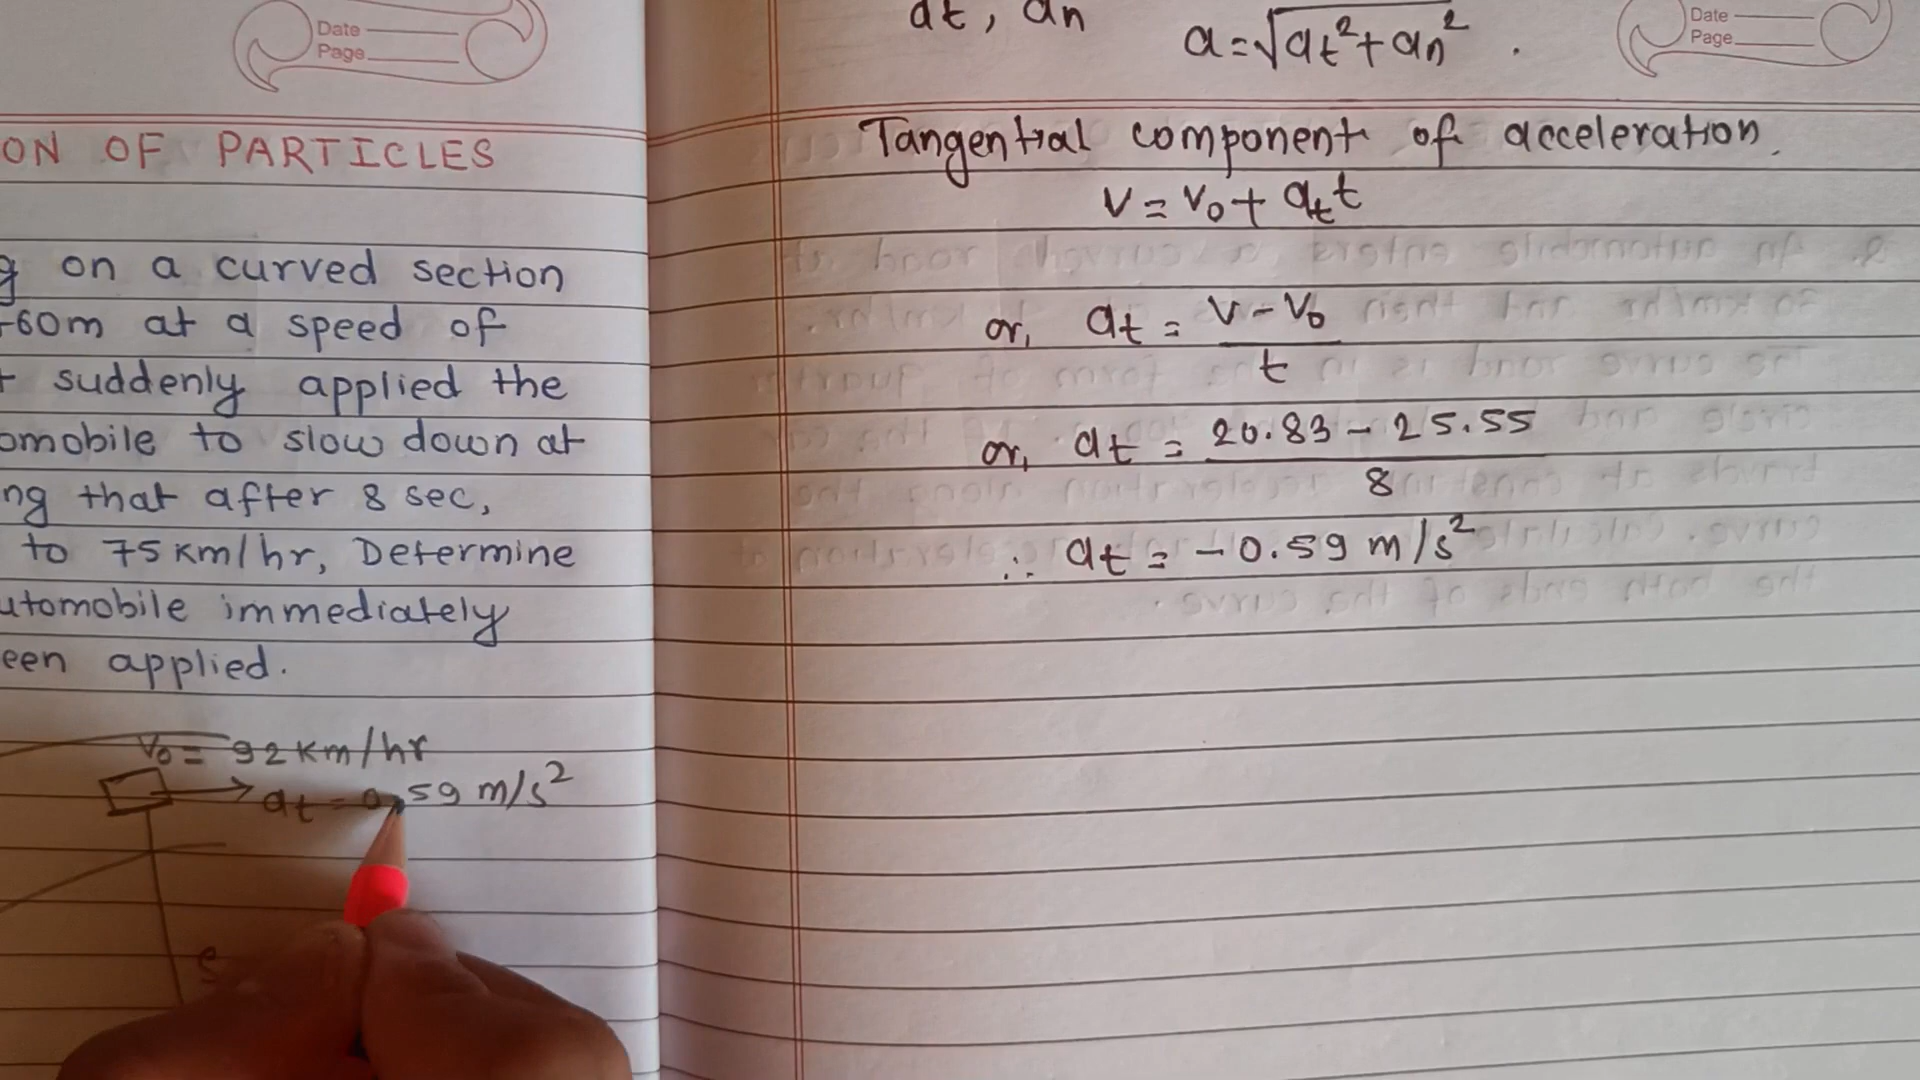 Date
Page
ON OF PARTICLES
g on a curved section
60m at a speed of
suddenly applied the
omobile to slow down at
ng that after 8 sec,
to 75 km/hr, Determine
utomobile immediately
een applied.
v₀ = 92 km/hr
at = 0.59 m/s²
at, an
a = √at² + an² .
Date
Page
Tangential component of acceleration.
v = v₀ + at t
or, at = (v - v₀) / t
or, at = (20.83 - 25.55) / 8
∴ at = -0.59 m/s²